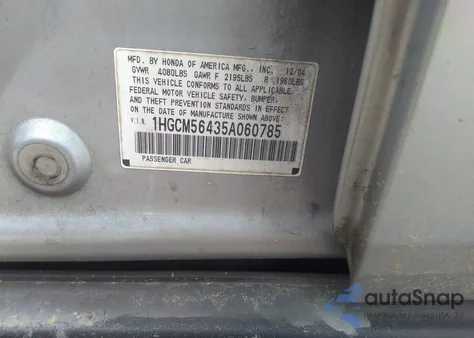 MFD. BY HONDA OF AMERICA MFG., INC. 12/04
GVWR 4080LBS GAWR F 2195LBS R 1960LBS
THIS VEHICLE CONFORMS TO ALL APPLICABLE
FEDERAL MOTOR VEHICLE SAFETY, BUMPER,
AND THEFT PREVENTION STANDARDS IN EFFECT
ON THE DATE OF MANUFACTURE SHOWN ABOVE.
V.I.N. 1HGCM56435A060785
PASSENGER CAR
autoSnap